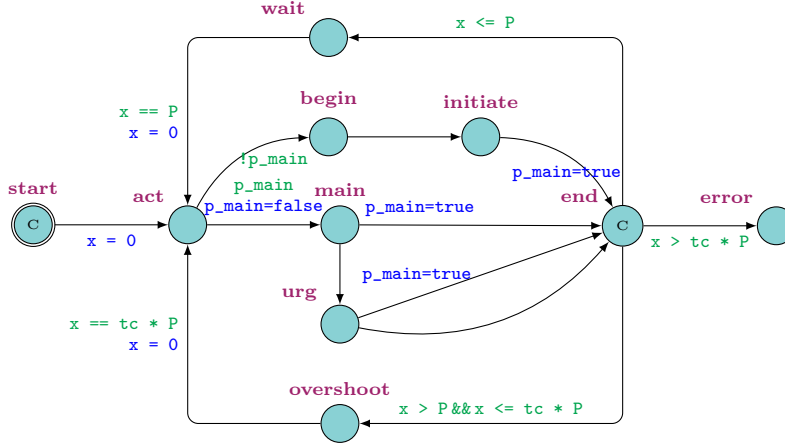 wait
x <= P
x == P
x = 0
begin
initiate
!p_main
p_main
p_main=false
p_main=true
start
act
main
end
error
C
C
p_main=true
x = 0
x > tc * P
urg
p_main=true
x == tc * P
x = 0
overshoot
x > P && x <= tc * P